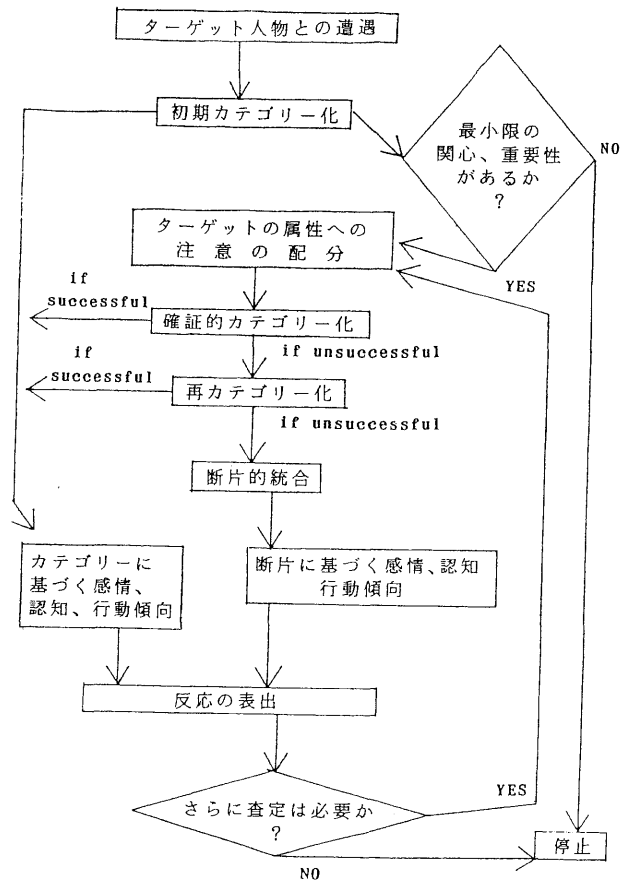 ターゲット人物との遭遇
初期カテゴリー化
最小限の
関心、重要性
があるか
?
NO
ターゲットの属性への
注意の配分
YES
if
successful
確証的カテゴリー化
if unsuccessful
if
successful
再カテゴリー化
if unsuccessful
断片的統合
カテゴリーに
基づく感情、
認知、行動傾向
断片に基づく感情、認知
行動傾向
反応の表出
さらに査定は必要か
?
YES
NO
停止